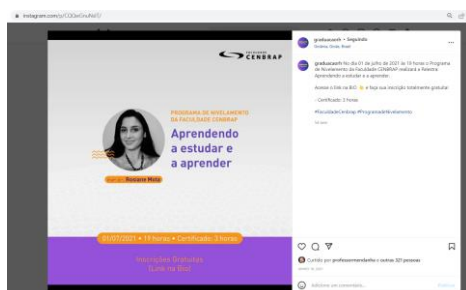 instagram.com/p/
FACULDADE
CENBRAP
PROGRAMA DE NIVELAMENTO
DA FACULDADE CENBRAP
Aprendendo
a estudar e
a aprender
Rosiane Mota
01/07/2021 • 19 horas • Certificado: 3 horas
Inscrições Gratuitas
(Link na Bio)
• Seguindo
Goiânia, Goiás, Brasil
No dia 01 de julho de 2021 às 19 horas o Programa
de Nivelamento da Faculdade CENBRAP realizará a Palestra
Aprendendo a estudar e a aprender.
Acesse o link na BIO e faça sua inscrição totalmente gratuita!
- Certificado: 3 horas
#FaculdadeCenbrap #ProgramadeNivelamento
Curtido por professormendanha e outras 321 pessoas
Adicione um comentário...